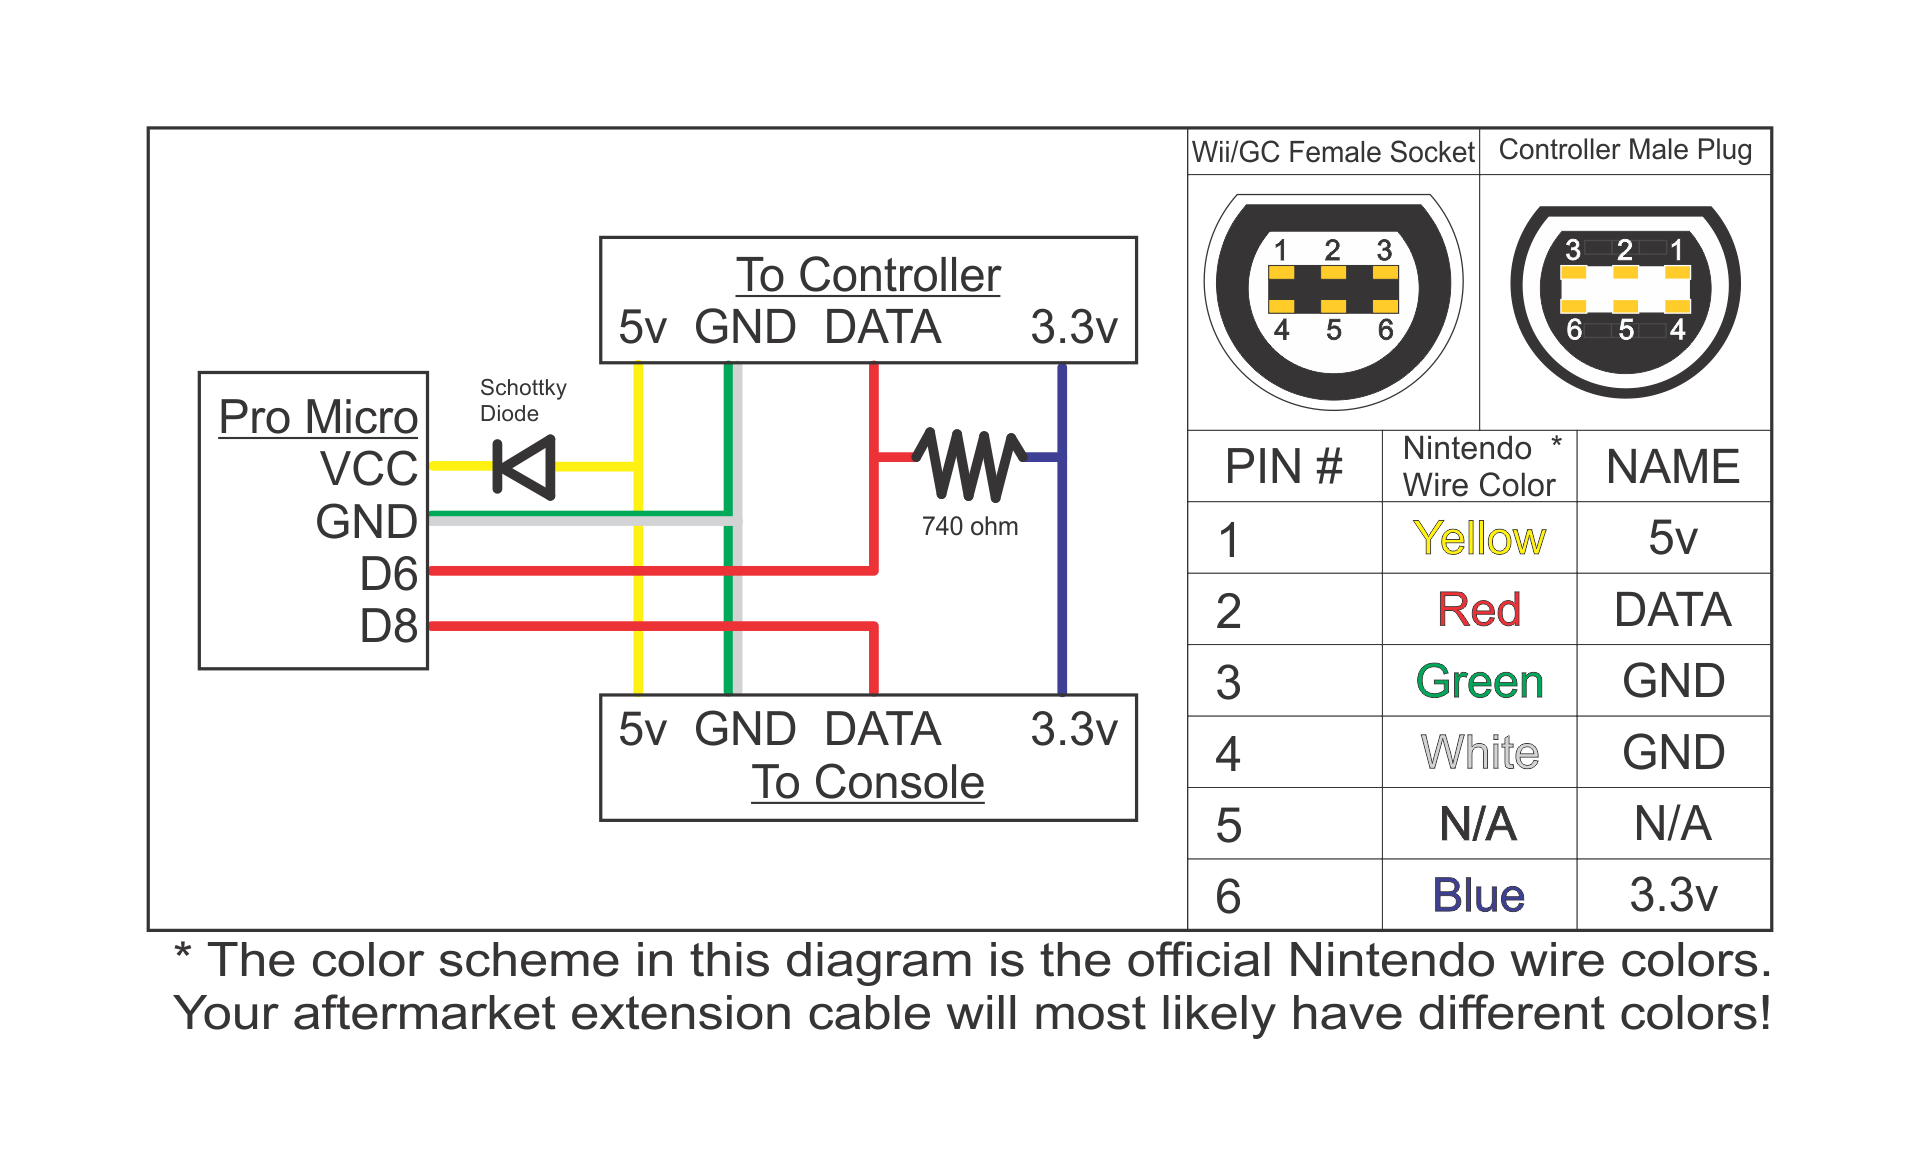 Wii/GC Female Socket
Controller Male Plug
1 2 3
4 5 6
3 2 1
6 5 4
To Controller
5v GND DATA 3.3v
Schottky
Diode
Pro Micro
VCC
GND
D6
D8
740 ohm
5v GND DATA 3.3v
To Console
PIN # Nintendo * Wire Color NAME
1 Yellow 5v
2 Red DATA
3 Green GND
4 White GND
5 N/A N/A
6 Blue 3.3v
* The color scheme in this diagram is the official Nintendo wire colors.
Your aftermarket extension cable will most likely have different colors!